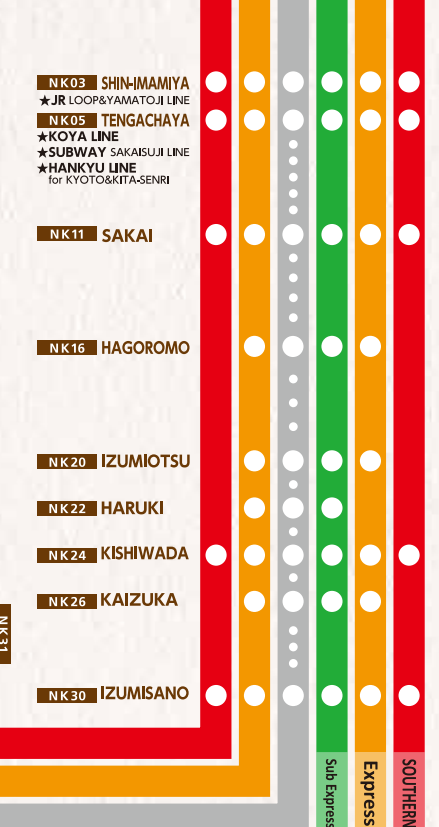 NK03 SHIN-IMAMIYA
★JR LOOP&YAMATOJI LINE
NK05 TENGACHAYA
★KOYA LINE
★SUBWAY SAKAISUJI LINE
★HANKYU LINE
for KYOTO&KITA-SENRI
NK11 SAKAI
NK16 HAGOROMO
NK20 IZUMIOTSU
NK22 HARUKI
NK24 KISHIWADA
NK26 KAIZUKA
NK31
NK30 IZUMISANO
Sub Express
Express
SOUTHERN